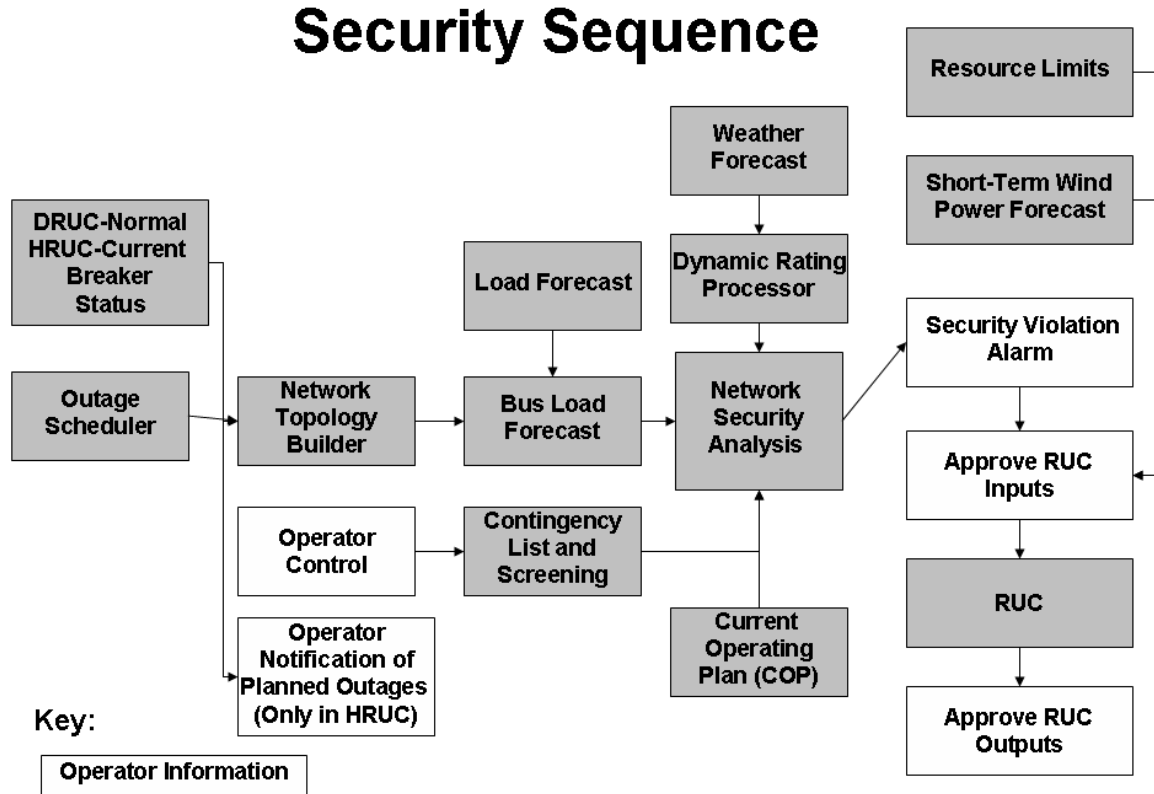 Security Sequence
Resource Limits
Weather
Forecast
Short-Term Wind
Power Forecast
DRUC-Normal
HRUC-Current
Breaker
Status
Load Forecast
Dynamic Rating
Processor
Security Violation
Alarm
Outage
Scheduler
Network
Topology
Builder
Bus Load
Forecast
Network
Security
Analysis
Approve RUC
Inputs
Operator
Control
Contingency
List and
Screening
RUC
Operator
Notification of
Planned Outages
(Only in HRUC)
Current
Operating
Plan (COP)
Approve RUC
Outputs
Key:
Operator Information